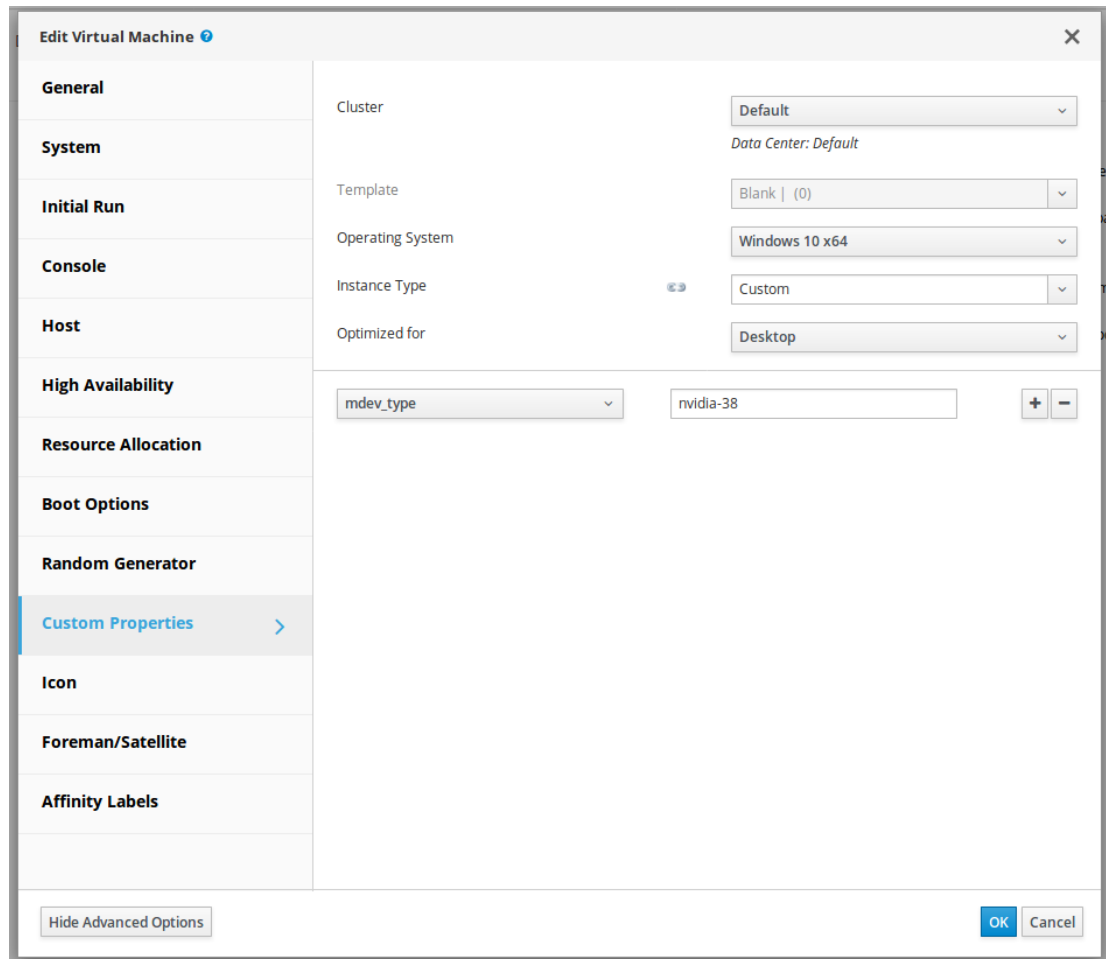 Edit Virtual Machine
General
System
Initial Run
Console
Host
High Availability
Resource Allocation
Boot Options
Random Generator
Custom Properties
Icon
Foreman/Satellite
Affinity Labels
Cluster
Default
Data Center: Default
Template
Blank | (0)
Operating System
Windows 10 x64
Instance Type
Custom
Optimized for
Desktop
mdev_type
nvidia-38
Hide Advanced Options
OK
Cancel